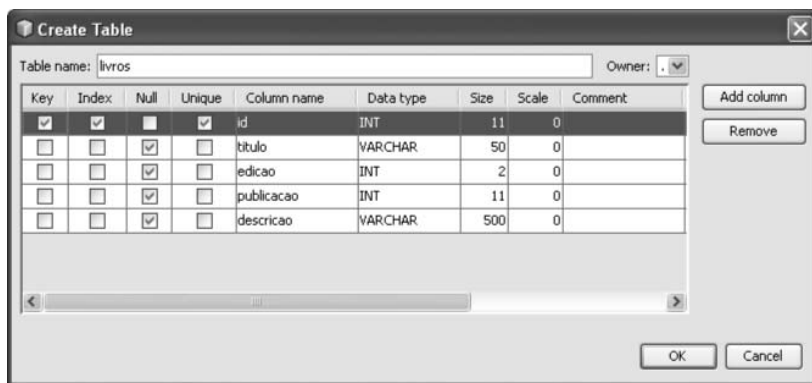 Create Table
Table name: livros Owner: .
Key Index Null Unique Column name Data type Size Scale Comment
id INT 11 0
titulo VARCHAR 50 0
edicao INT 2 0
publicacao INT 11 0
descricao VARCHAR 500 0
Add column
Remove
OK Cancel